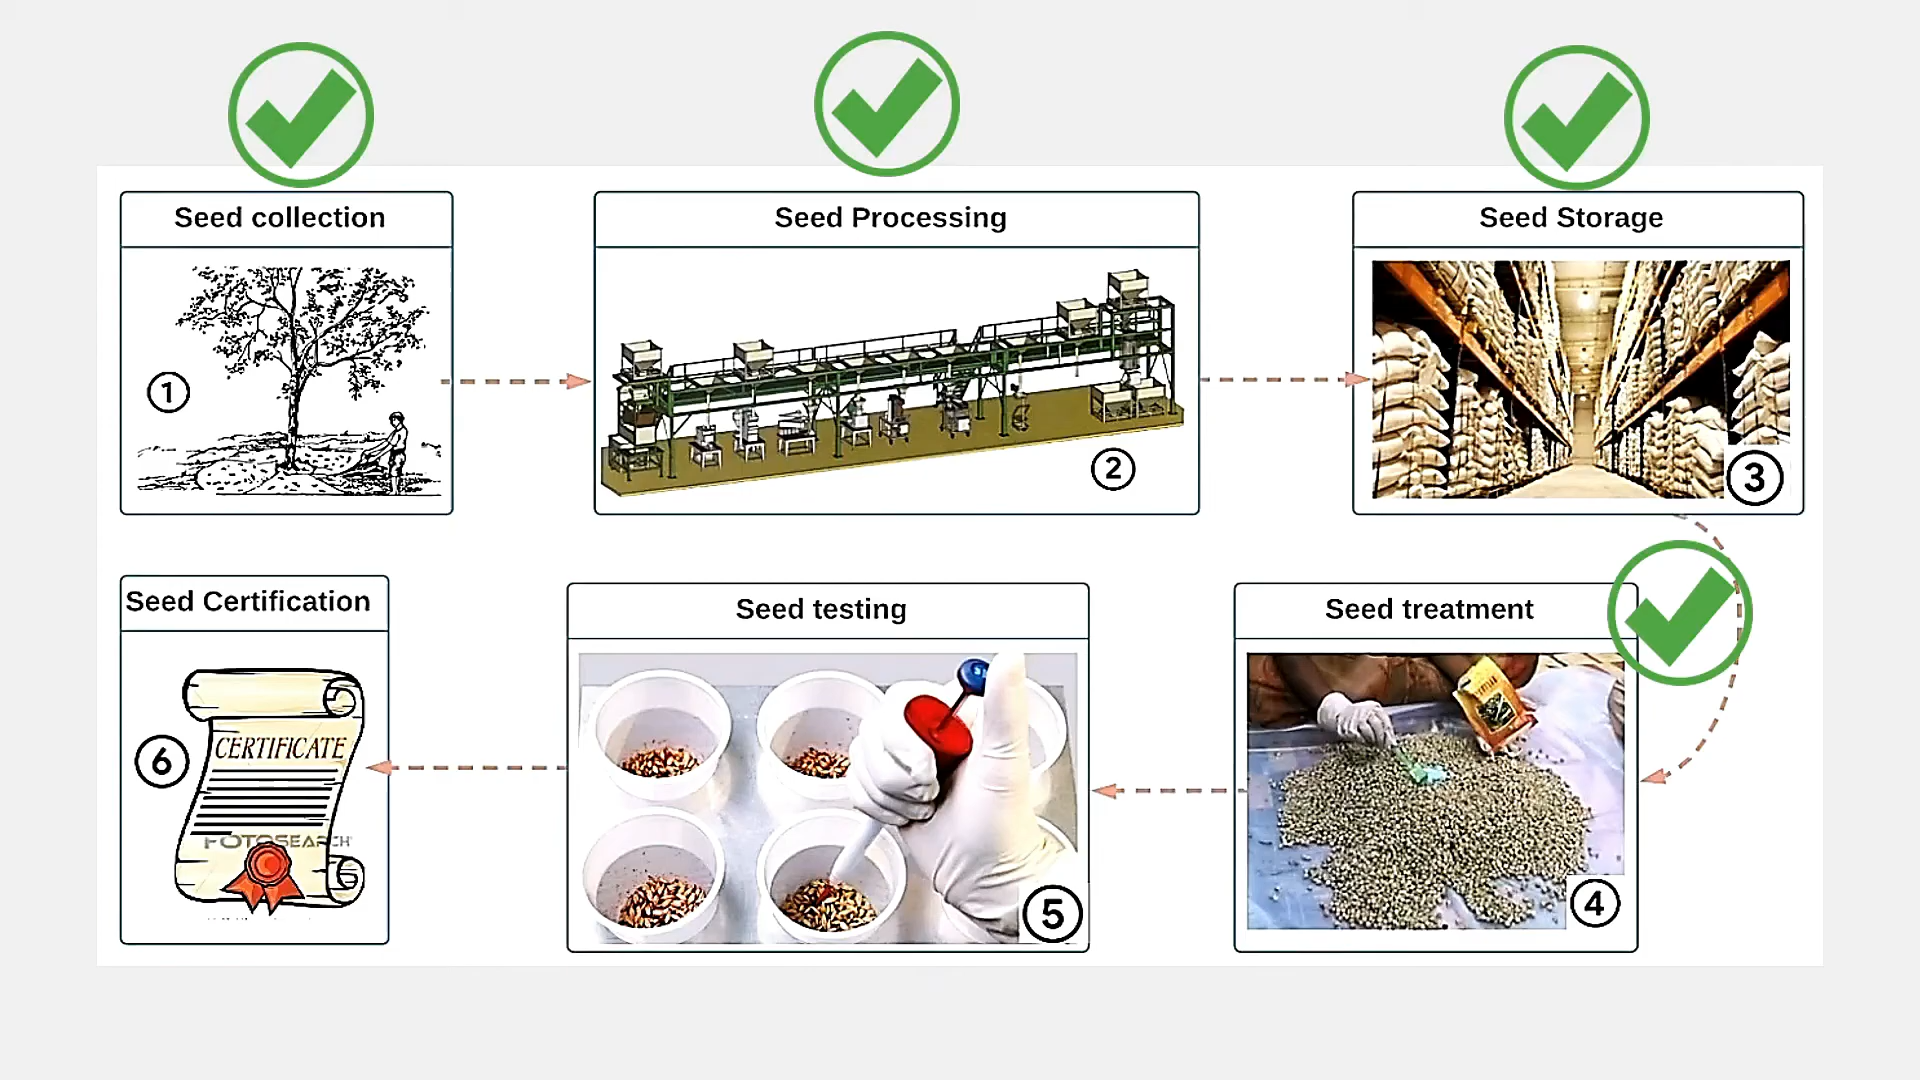 Seed collection
1
Seed Processing
2
Seed Storage
3
Seed treatment
4
Seed testing
5
Seed Certification
6
CERTIFICATE
FOTOSEARCH